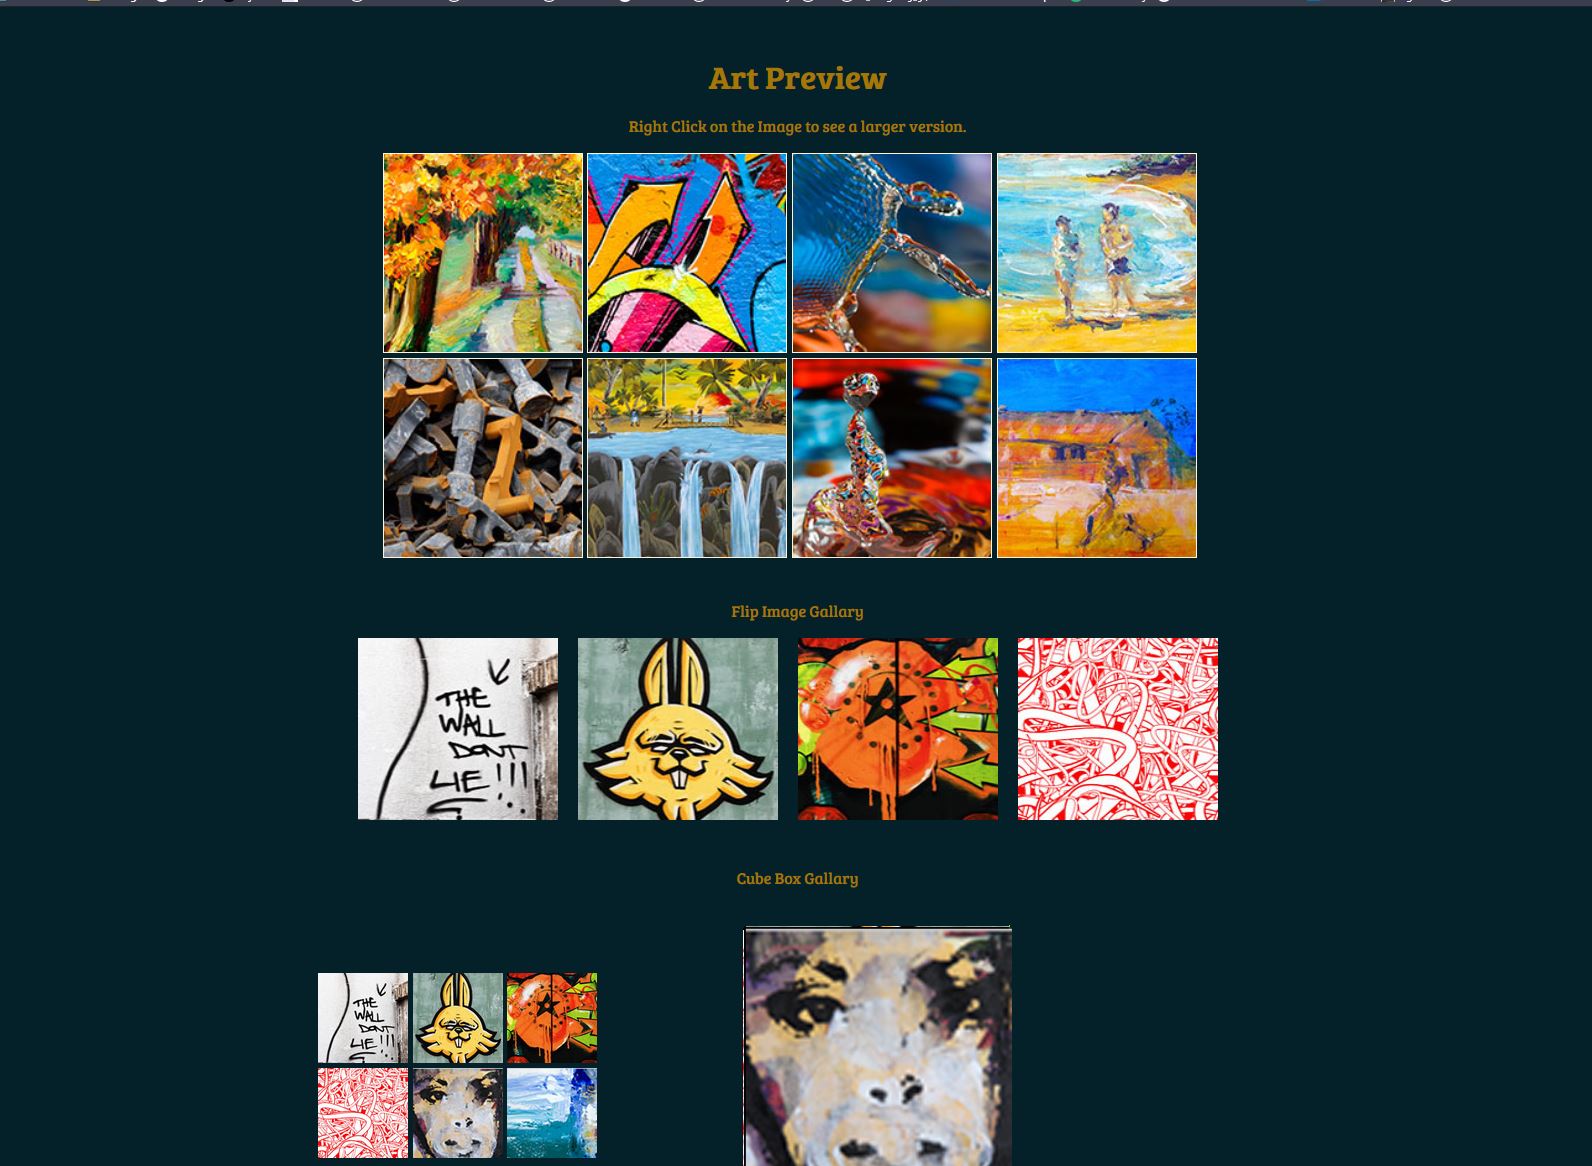 Art Preview
Right Click on the Image to see a larger version.
Flip Image Gallary
THE
WALL
DONT
LIE!!!
Cube Box Gallary
THE
WALL
DONT
LIE!!!